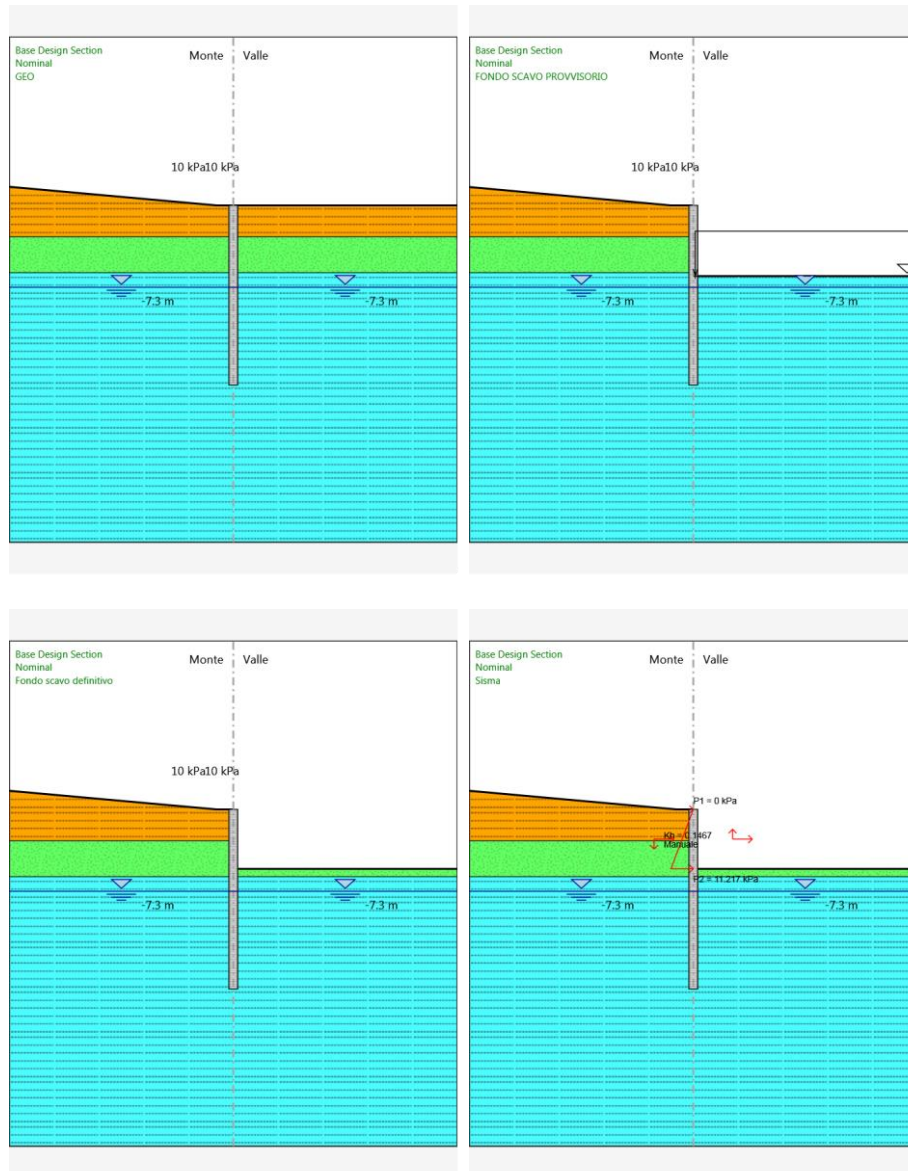 Base Design Section
Nominal
GEO
Monte Valle
10 kPa10 kPa
-7.3 m -7.3 m
Base Design Section
Nominal
FONDO SCAVO PROVVISORIO
Monte Valle
10 kPa10 kPa
-7.3 m -7.3 m
Base Design Section
Nominal
Fondo scavo definitivo
Monte Valle
10 kPa10 kPa
-7.3 m -7.3 m
Base Design Section
Nominal
Sisma
Monte Valle
P1 = 0 kPa
Kh = 0.1467
Manuale
P2 = 11.217 kPa
-7.3 m -7.3 m